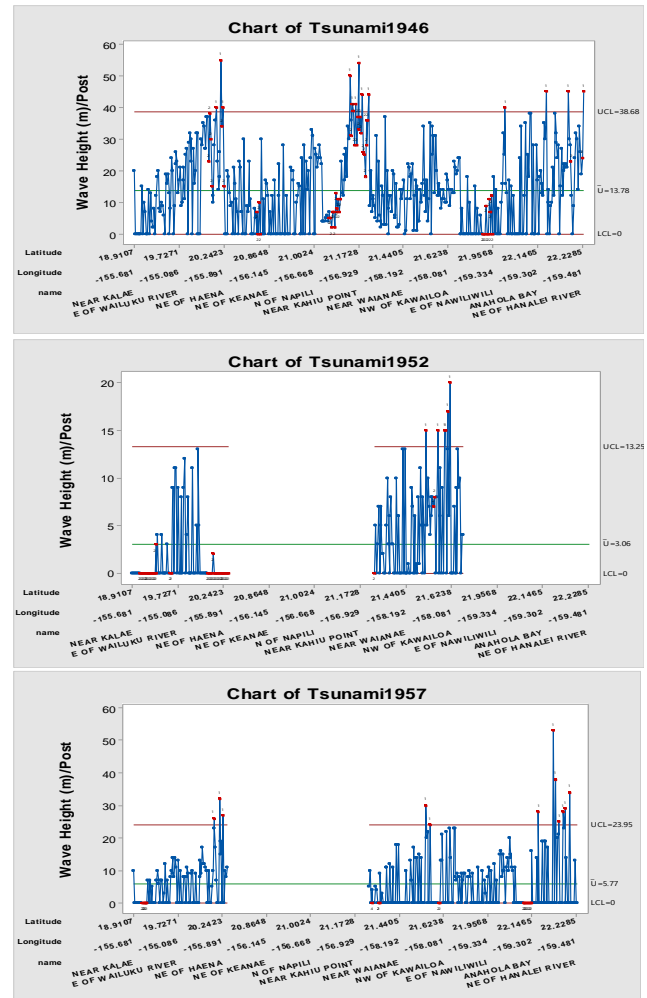 Chart of Tsunami1946
Wave Height (m)/Post
60
50
40
30
20
10
0
UCL=38.68
U=13.78
LCL=0
Latitude 18.9107 19.7271 20.2423 20.8648 21.0024 21.1728 21.4405 21.6238 21.9568 22.1465 22.2285
Longitude -155.681 -155.086 -155.891 -156.145 -156.668 -156.929 -158.192 -158.081 -159.334 -159.302 -159.481
name NEAR KALAE E OF WAILUKU RIVER NE OF HAENA NE OF KEANAE N OF NAPILI NEAR KAHIU POINT NEAR WAIANAE NW OF KAWAILOA E OF NAWILIWILI ANAHOLA BAY NE OF HANALEI RIVER
Chart of Tsunami1952
Wave Height (m)/Post
20
15
10
5
0
UCL=13.25
U=3.06
LCL=0
Latitude 18.9107 19.7271 20.2423 20.8648 21.0024 21.1728 21.4405 21.6238 21.9568 22.1465 22.2285
Longitude -155.681 -155.086 -155.891 -156.145 -156.668 -156.929 -158.192 -158.081 -159.334 -159.302 -159.481
name NEAR KALAE E OF WAILUKU RIVER NE OF HAENA NE OF KEANAE N OF NAPILI NEAR KAHIU POINT NEAR WAIANAE NW OF KAWAILOA E OF NAWILIWILI ANAHOLA BAY NE OF HANALEI RIVER
Chart of Tsunami1957
Wave Height (m)/Post
60
50
40
30
20
10
0
UCL=23.95
U=5.77
LCL=0
Latitude 18.9107 19.7271 20.2423 20.8648 21.0024 21.1728 21.4405 21.6238 21.9568 22.1465 22.2285
Longitude -155.681 -155.086 -155.891 -156.145 -156.668 -156.929 -158.192 -158.081 -159.334 -159.302 -159.481
name NEAR KALAE E OF WAILUKU RIVER NE OF HAENA NE OF KEANAE N OF NAPILI NEAR KAHIU POINT NEAR WAIANAE NW OF KAWAILOA E OF NAWILIWILI ANAHOLA BAY NE OF HANALEI RIVER